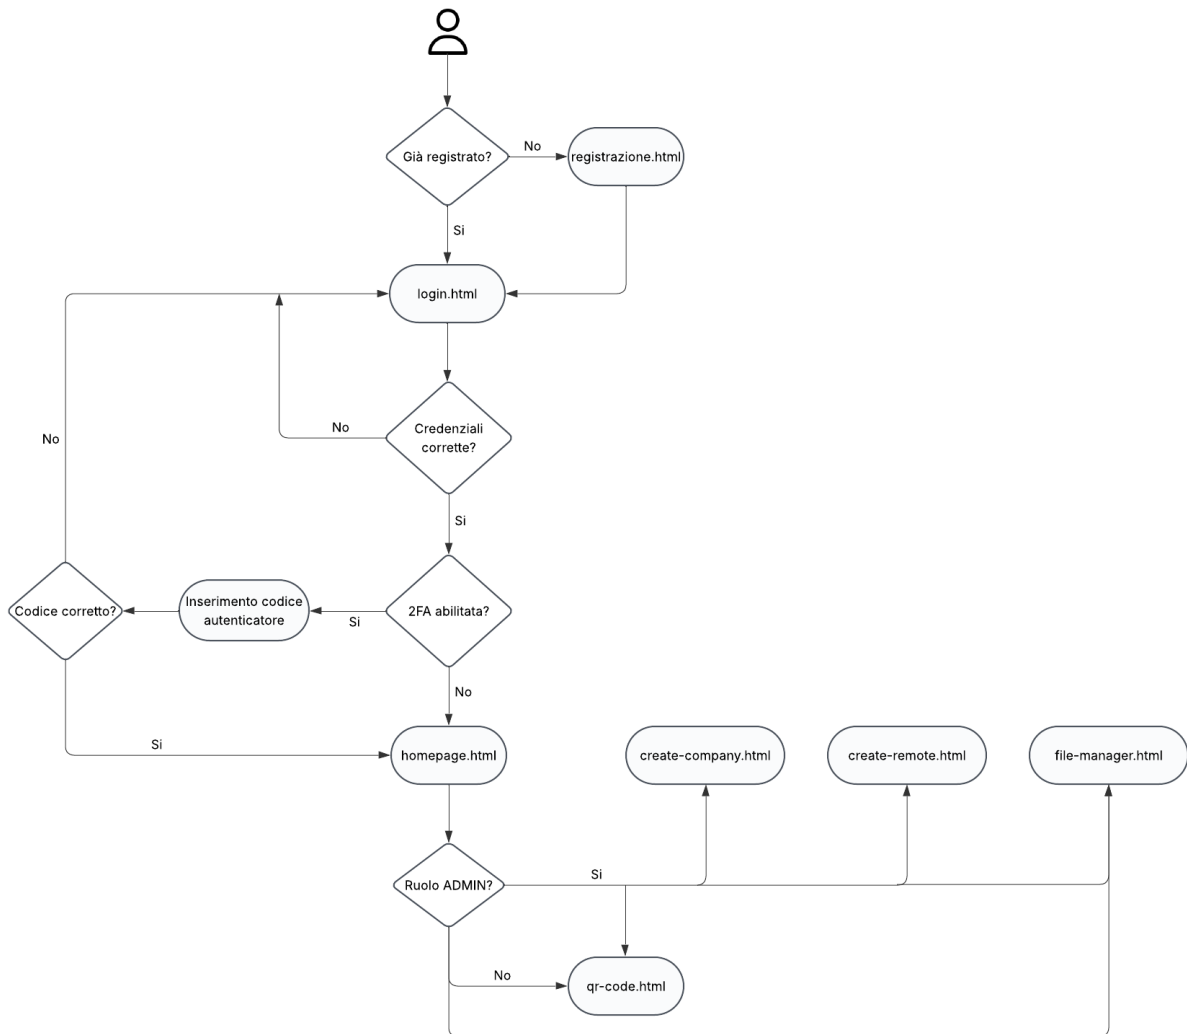 Già registrato?
No
registrazione.html
Si
login.html
No
Credenziali
corrette?
No
Si
Codice corretto?
Inserimento codice
autenticatore
Si
2FA abilitata?
No
Si
homepage.html
create-company.html
create-remote.html
file-manager.html
Ruolo ADMIN?
Si
No
qr-code.html